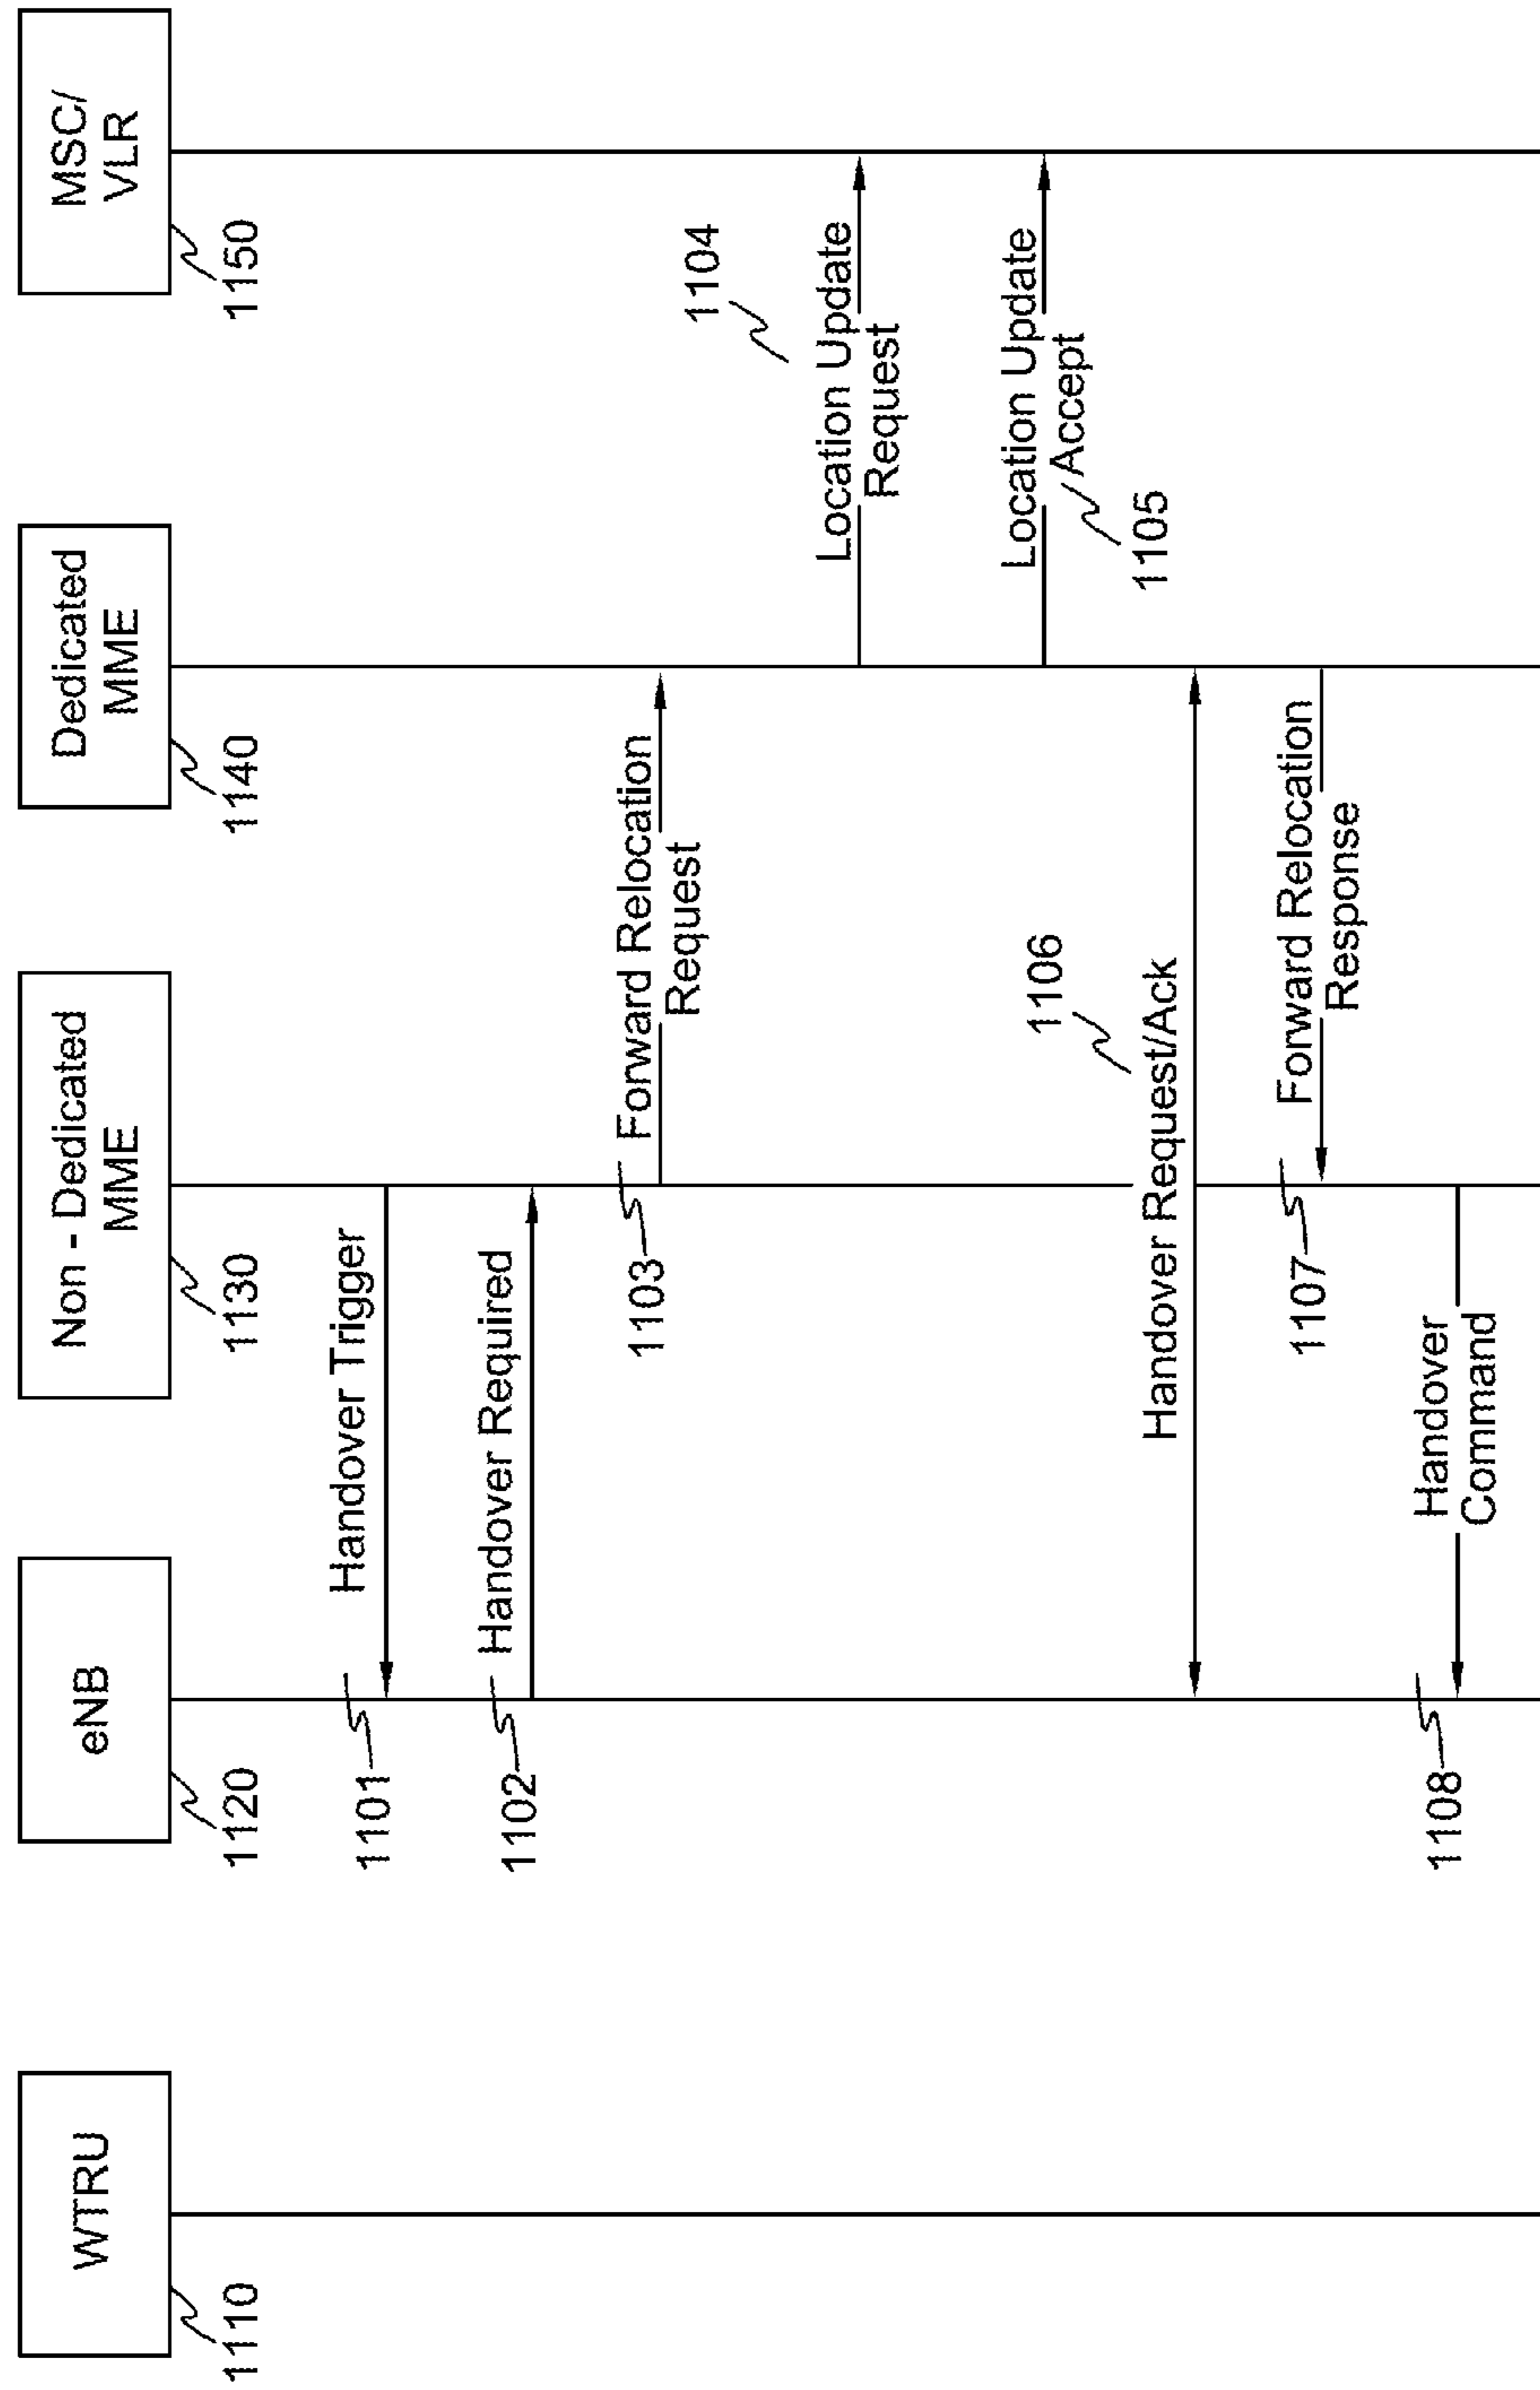 WTRU
1110
eNB
1120
Non - Dedicated
MME
1130
Dedicated
MME
1140
MSC/
VLR
1150
Handover Trigger
1101
Handover Required
1102
Forward Relocation
Request
1103
1104
Location Update
Request
Location Update
Accept
1105
1106
Handover Request/Ack
Forward Relocation
Response
1107
Handover
Command
1108